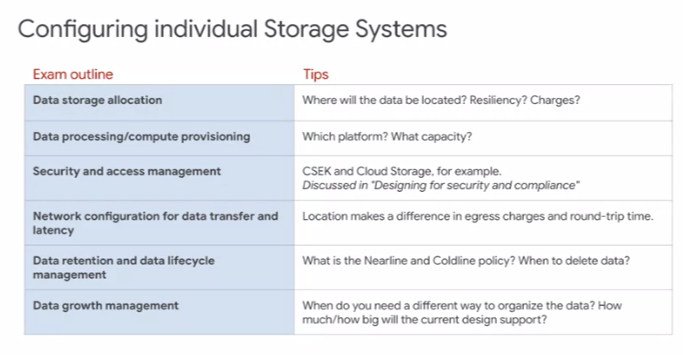 Configuring individual Storage Systems
Exam outline
Tips
Data storage allocation
Where will the data be located? Resiliency? Charges?
Data processing/compute provisioning
Which platform? What capacity?
Security and access management
CSEK and Cloud Storage, for example.
Discussed in "Designing for security and compliance"
Network configuration for data transfer and
latency
Location makes a difference in egress charges and round-trip time.
Data retention and data lifecycle
management
What is the Nearline and Coldline policy? When to delete data?
Data growth management
When do you need a different way to organize the data? How
much/how big will the current design support?